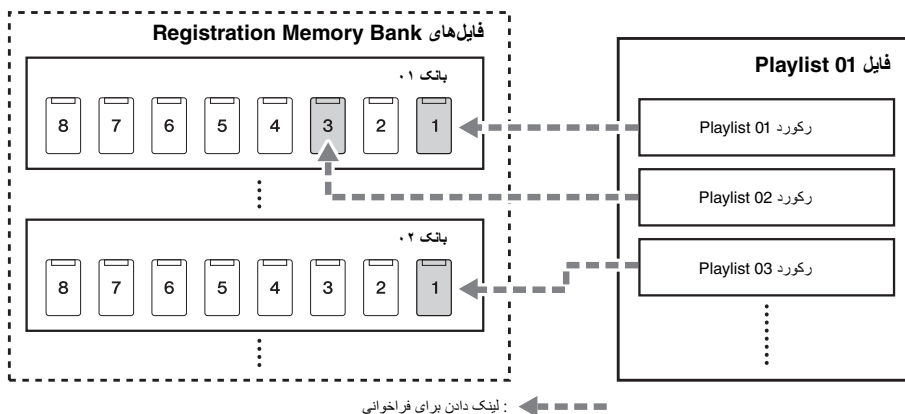 فایل‌های Registration Memory Bank
بانک ۰۱
8 7 6 5 4 3 2 1
بانک ۰۲
8 7 6 5 4 3 2 1
فایل Playlist 01
رکورد Playlist 01
رکورد Playlist 02
رکورد Playlist 03
: لینک دادن برای فراخوانی